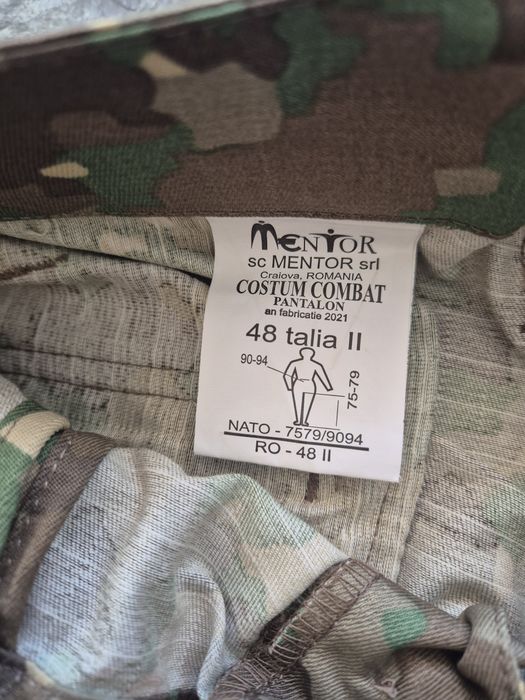 MENTOR
sc MENTOR srl
Craiova, ROMANIA
COSTUM COMBAT
PANTALON
an fabricatie 2021
48 talia II
90-94
75-79
NATO - 7579/9094
RO - 48 II